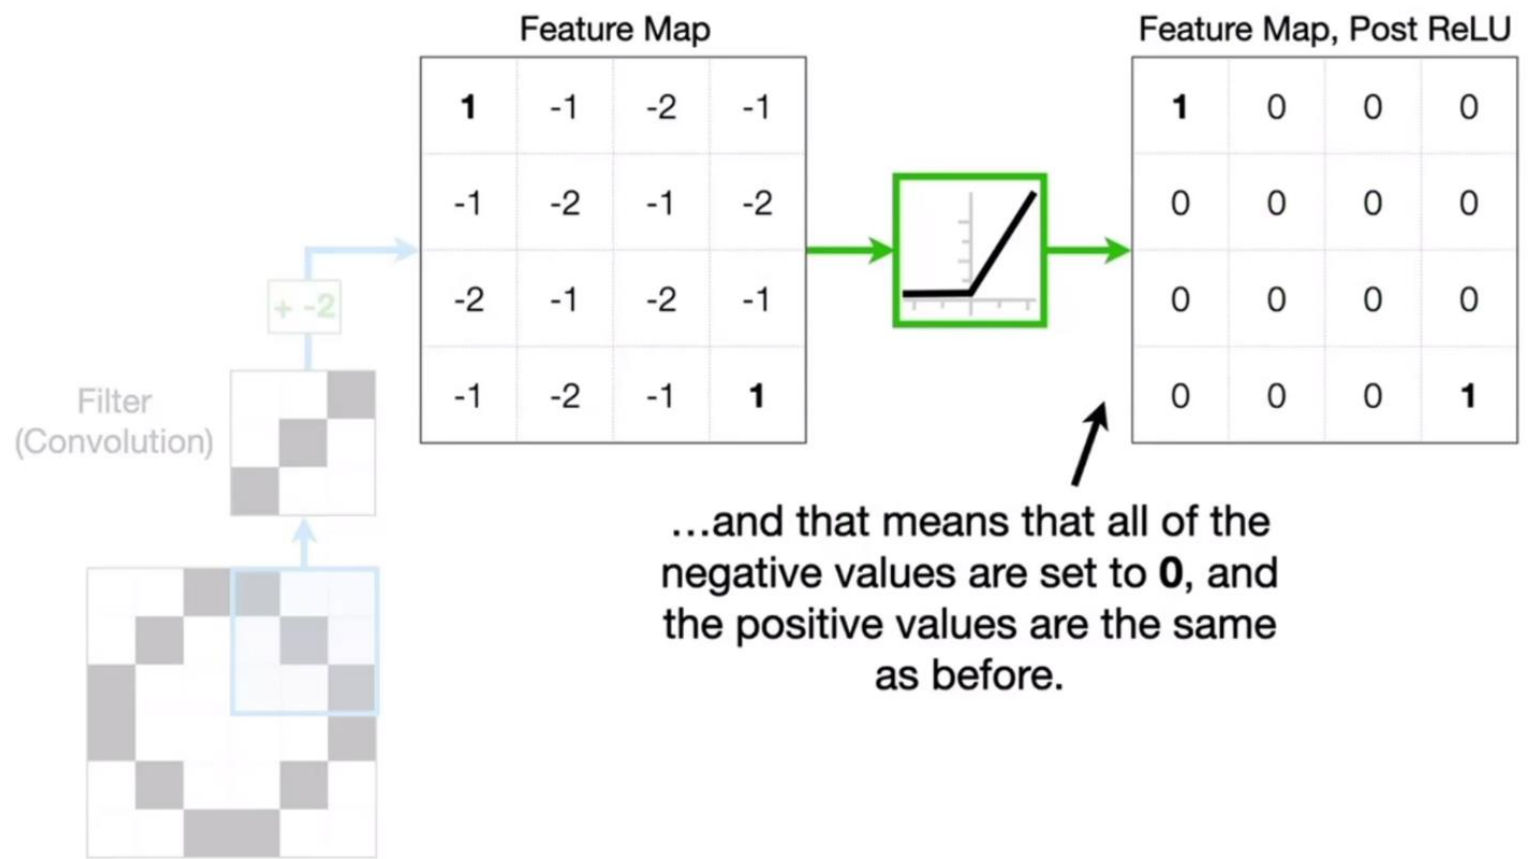 Feature Map
Feature Map, Post ReLU
1 -1 -2 -1
-1 -2 -1 -2
-2 -1 -2 -1
-1 -2 -1 1
1 0 0 0
0 0 0 0
0 0 0 0
0 0 0 1
+ -2
Filter
(Convolution)
...and that means that all of the
negative values are set to 0, and
the positive values are the same
as before.